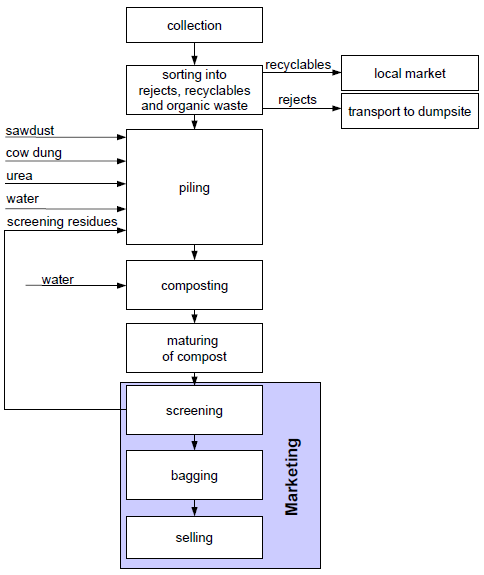 collection
sorting into
rejects, recyclables
and organic waste
recyclables
local market
rejects
transport to dumpsite
sawdust
cow dung
urea
water
screening residues
piling
water
composting
maturing
of compost
screening
bagging
selling
Marketing